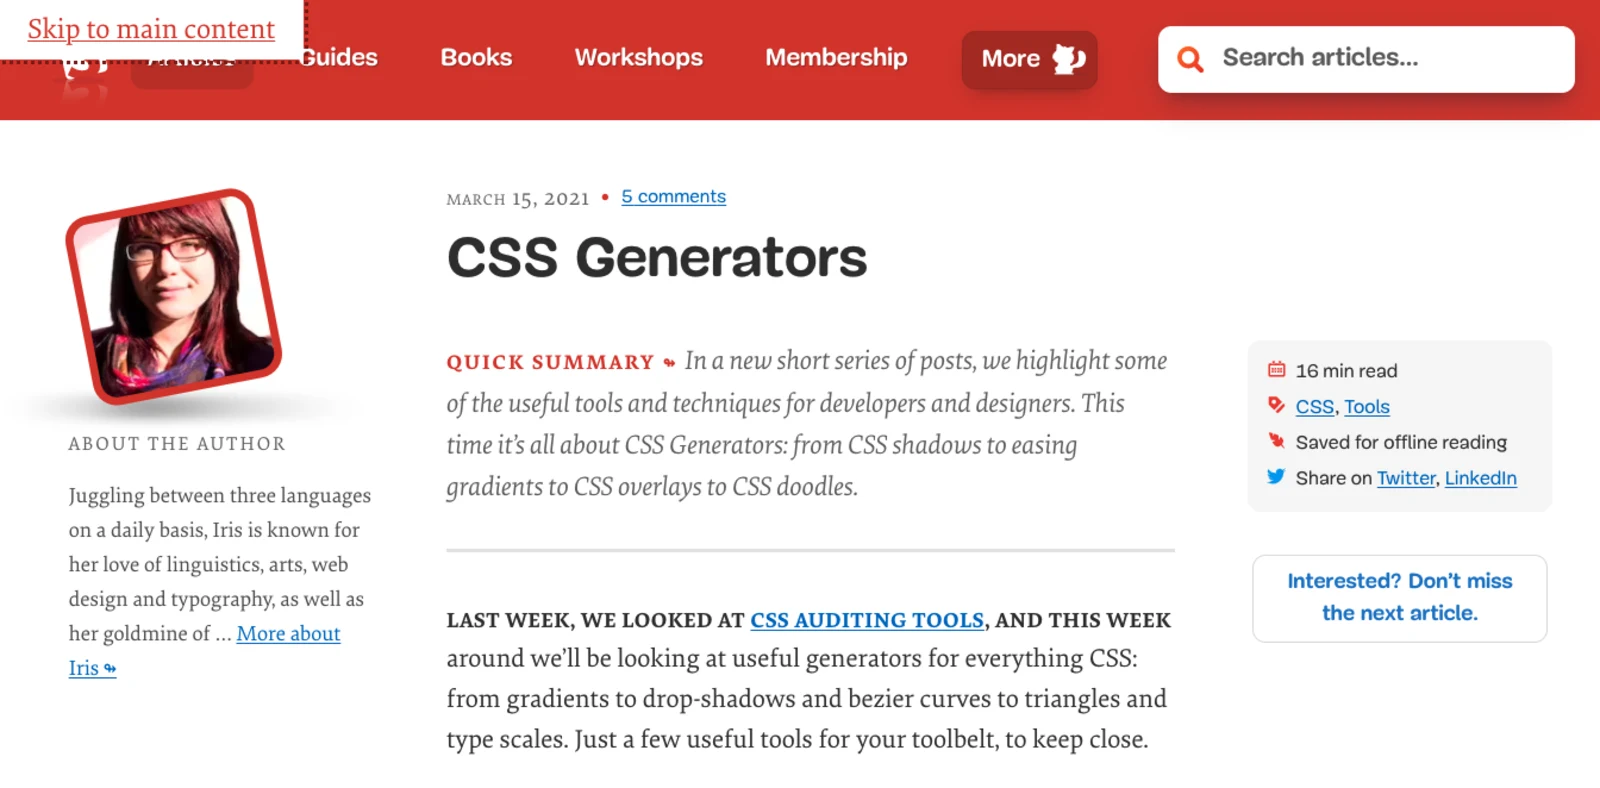 Skip to main content
Guides
Books
Workshops
Membership
More
Search articles...
MARCH 15, 2021 • 5 comments
CSS Generators
QUICK SUMMARY ↬ In a new short series of posts, we highlight some
of the useful tools and techniques for developers and designers. This
time it’s all about CSS Generators: from CSS shadows to easing
gradients to CSS overlays to CSS doodles.
ABOUT THE AUTHOR
Juggling between three languages
on a daily basis, Iris is known for
her love of linguistics, arts, web
design and typography, as well as
her goldmine of … More about
Iris ↬
16 min read
CSS, Tools
Saved for offline reading
Share on Twitter, LinkedIn
Interested? Don’t miss
the next article.
LAST WEEK, WE LOOKED AT CSS AUDITING TOOLS, AND THIS WEEK
around we’ll be looking at useful generators for everything CSS:
from gradients to drop-shadows and bezier curves to triangles and
type scales. Just a few useful tools for your toolbelt, to keep close.